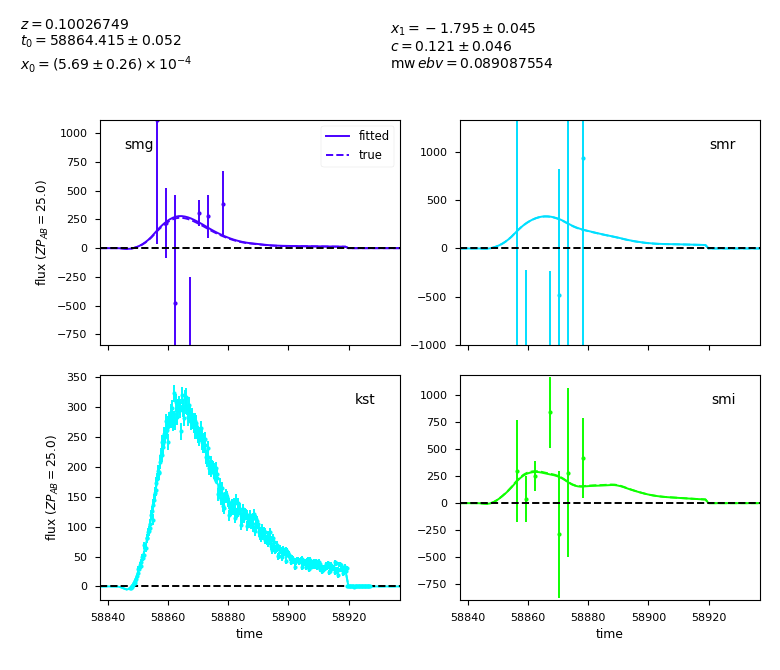 z = 0.10026749
t₀ = 58864.415 ± 0.052
x₀ = (5.69 ± 0.26) × 10⁻⁴
x₁ = −1.795 ± 0.045
c = 0.121 ± 0.046
mw ebv = 0.089087554
smg
fitted
true
1000
750
500
250
0
−250
−500
−750
flux (ZP_AB = 25.0)
smr
1000
500
0
−500
−1000
kst
350
300
250
200
150
100
50
0
flux (ZP_AB = 25.0)
58840 58860 58880 58900 58920
time
smi
1000
750
500
250
0
−250
−500
−750
58840 58860 58880 58900 58920
time